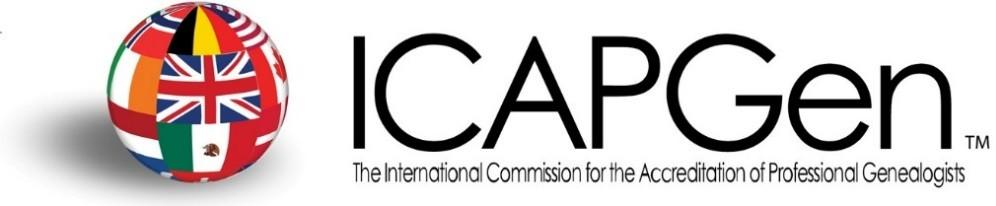 ICAPGen TM
The International Commission for the Accreditation of Professional Genealogists